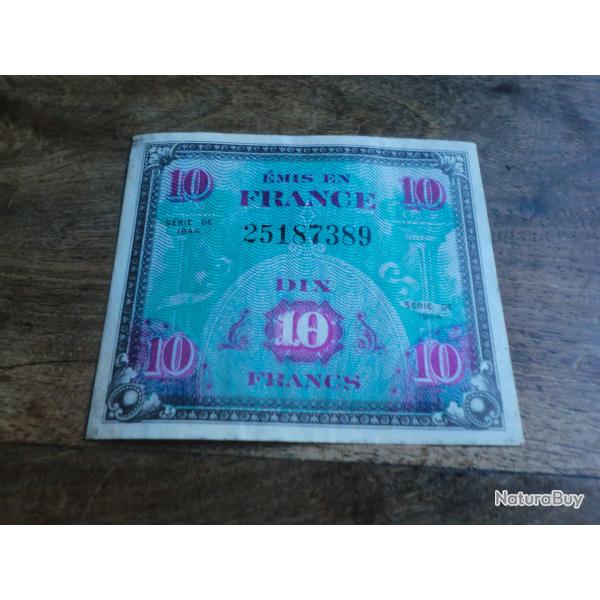 10 ÉMIS EN 10
FRANCE
SÉRIE DE
1944
25187389
DIX
SÉRIE DE
1944
10
10 10
FRANCS
NaturaBuy